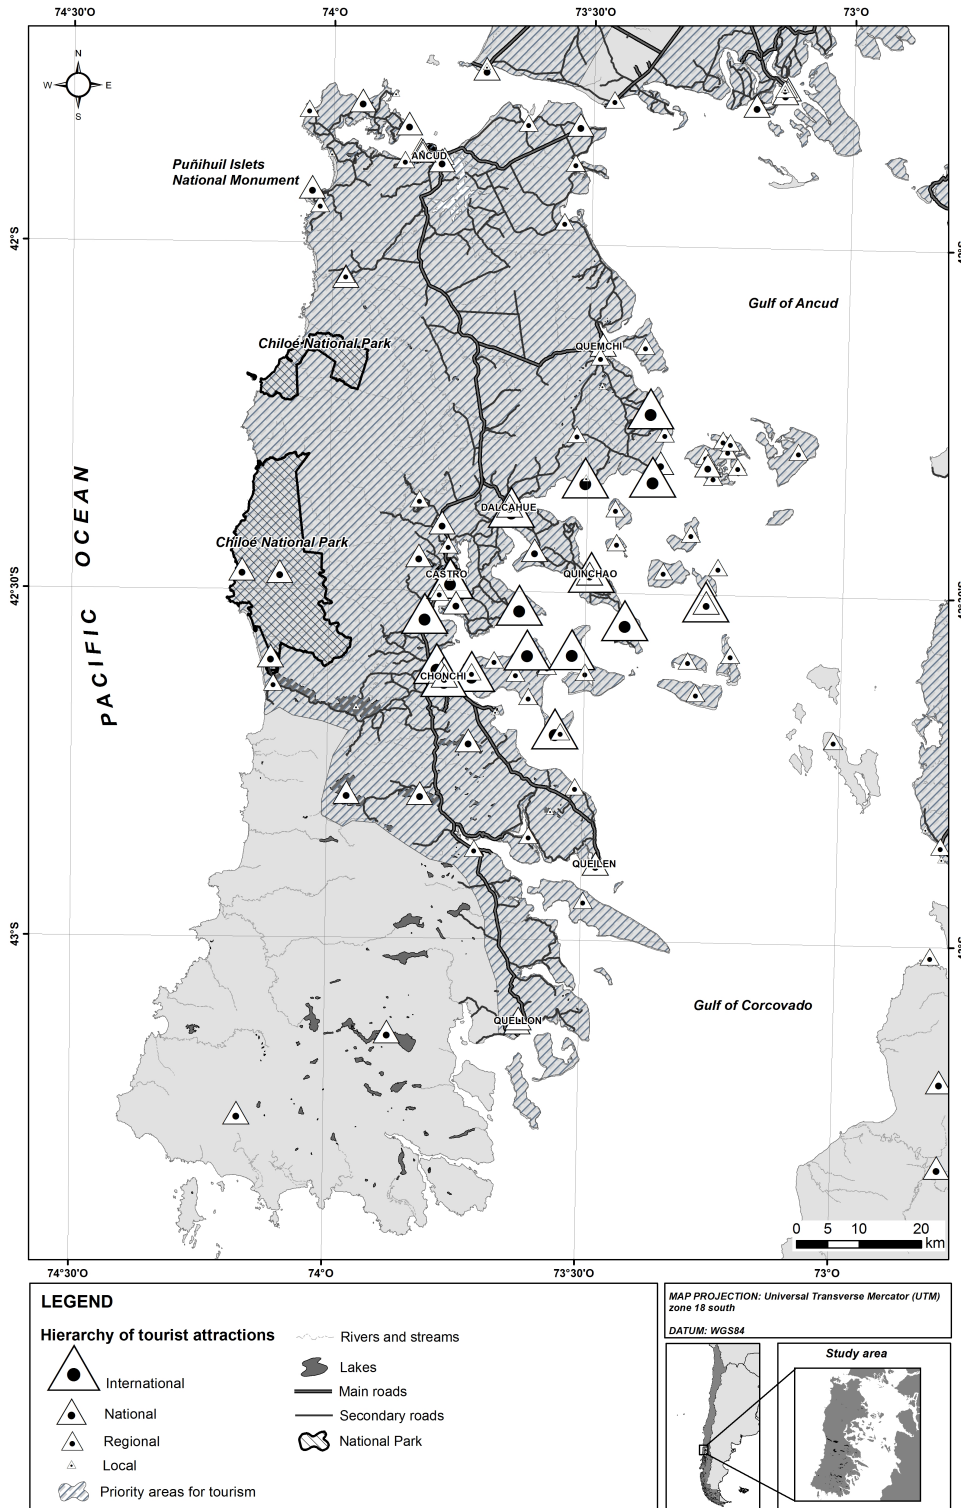 74°30'O
74°O
73°30'O
73°O
N
W
E
S
ANCUD
Puñihuil Islets
National Monument
42°S
42°S
Gulf of Ancud
Chiloé National Park
QUEMCHI
PACIFIC OCEAN
DALCAHUE
Chiloé National Park
CASTRO
QUINCHAO
42°30'S
42°30'S
CHONCHI
QUEILEN
43°S
43°S
Gulf of Corcovado
QUELLON
0 5 10 20
km
74°30'O
74°O
73°30'O
73°O
LEGEND
Hierarchy of tourist attractions
International
National
Regional
Local
Priority areas for tourism
Rivers and streams
Lakes
Main roads
Secondary roads
National Park
MAP PROJECTION: Universal Transverse Mercator (UTM)
zone 18 south
DATUM: WGS84
Study area